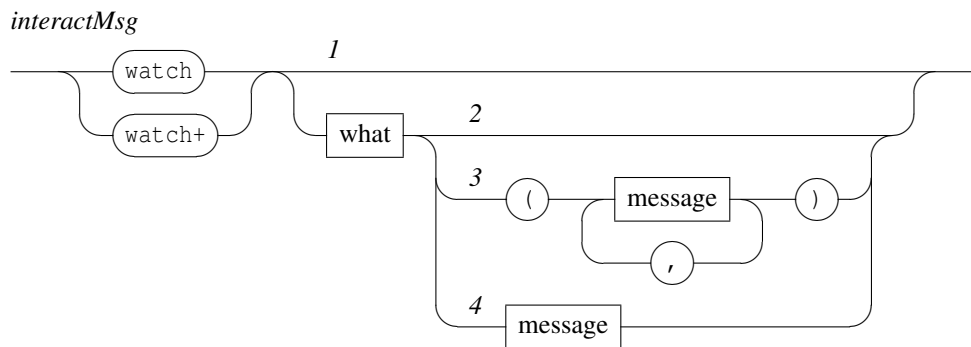 interactMsg
1
watch
2
watch+
what
3
( message )
,
4
message